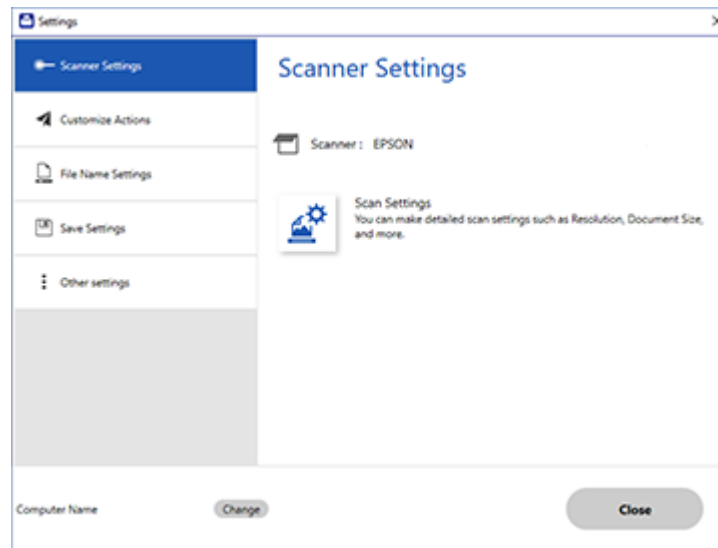 Settings
Scanner Settings
Customize Actions
File Name Settings
Save Settings
Other settings
Scanner Settings
Scanner : EPSON
Scan Settings
You can make detailed scan settings such as Resolution, Document Size,
and more.
Computer Name
Change
Close